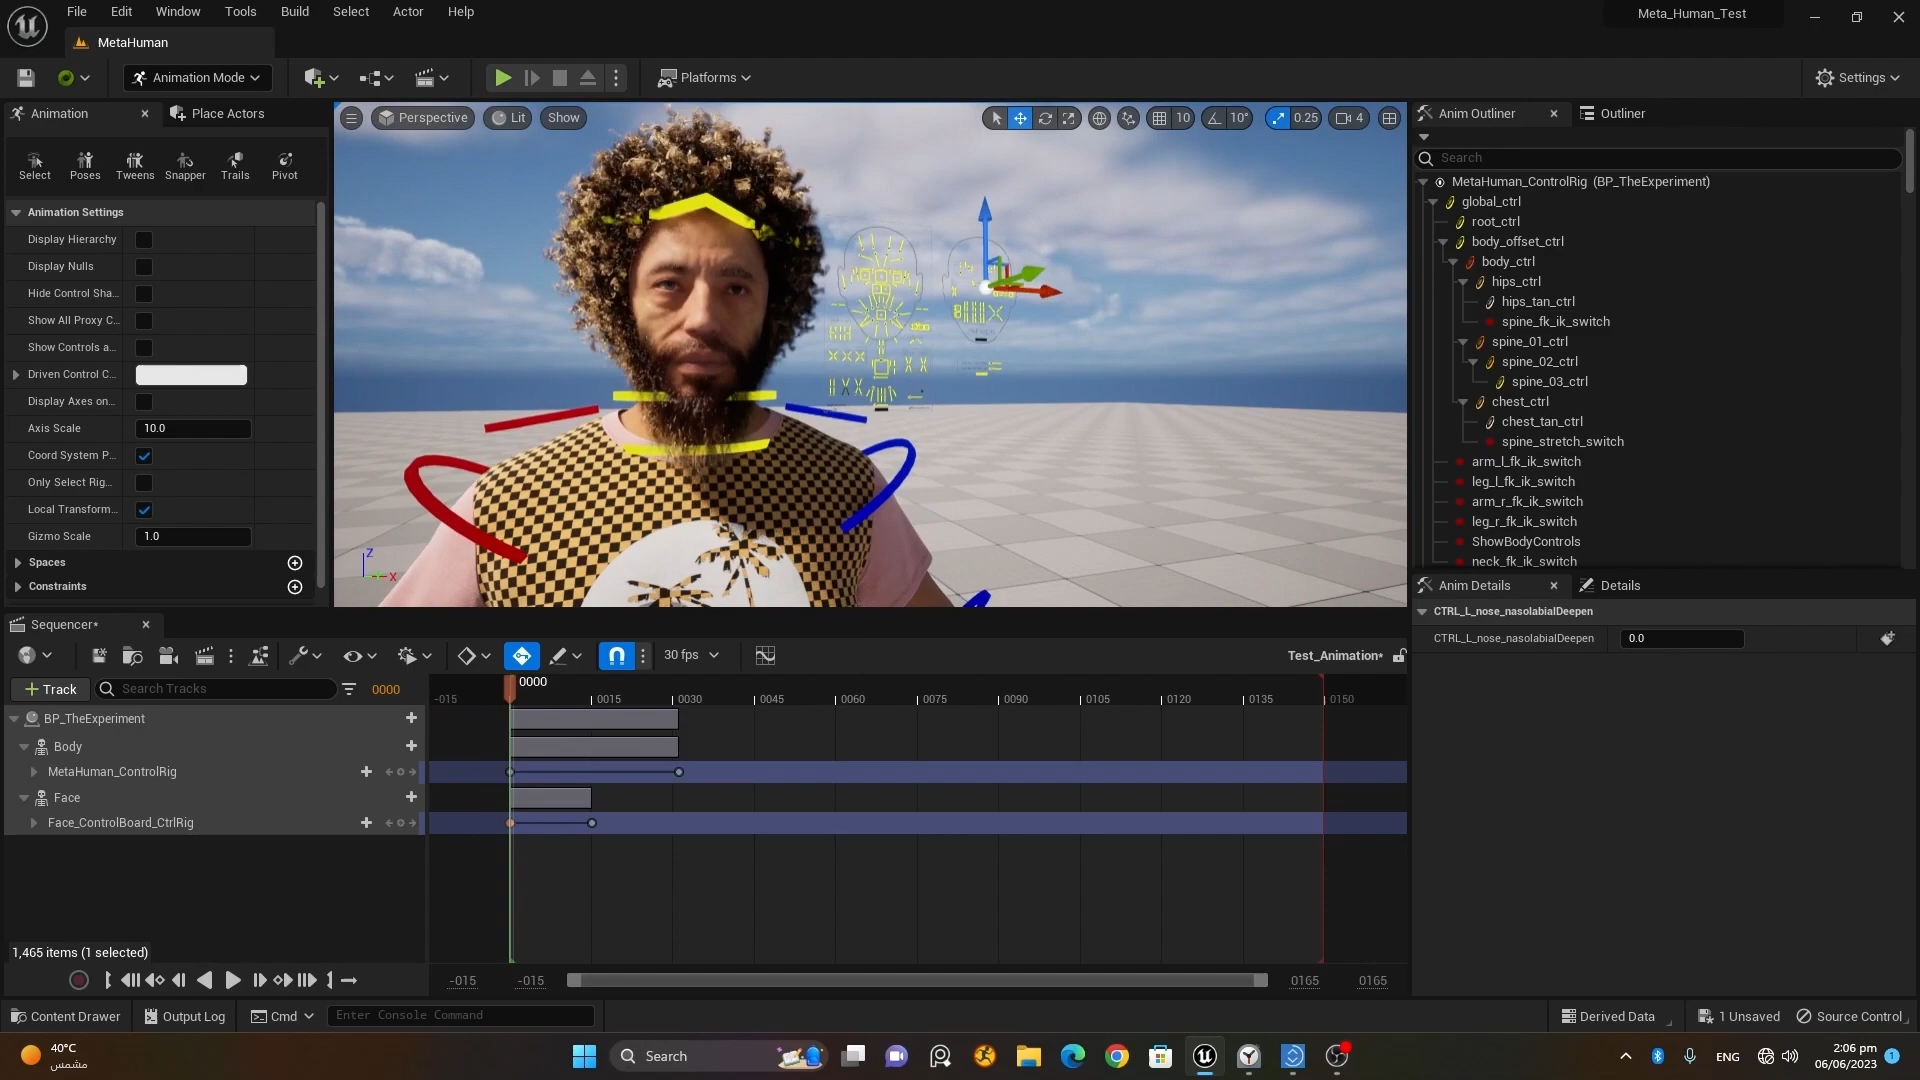 File Edit Window Tools Build Select Actor Help
Meta_Human_Test
MetaHuman
Animation Mode
Platforms
Settings
Animation
Place Actors
Select Poses Tweens Snapper Trails Pivot
Animation Settings
Display Hierarchy
Display Nulls
Hide Control Sha...
Show All Proxy C...
Show Controls a...
Driven Control C...
Display Axes on...
Axis Scale 10.0
Coord System P...
Only Select Rig...
Local Transform...
Gizmo Scale 1.0
Spaces
Constraints
Perspective Lit Show
10 10° 0.25 4
Z
X
Anim Outliner
Outliner
Search
MetaHuman_ControlRig (BP_TheExperiment)
global_ctrl
root_ctrl
body_offset_ctrl
body_ctrl
hips_ctrl
hips_tan_ctrl
spine_fk_ik_switch
spine_01_ctrl
spine_02_ctrl
spine_03_ctrl
chest_ctrl
chest_tan_ctrl
spine_stretch_switch
arm_l_fk_ik_switch
leg_l_fk_ik_switch
arm_r_fk_ik_switch
leg_r_fk_ik_switch
ShowBodyControls
neck_fk_ik_switch
Anim Details
Details
CTRL_L_nose_nasolabialDeepen
CTRL_L_nose_nasolabialDeepen 0.0
Sequencer*
30 fps
Test_Animation*
Track
Search Tracks
0000
0000
-015 0015 0030 0045 0060 0075 0090 0105 0120 0135 0150
BP_TheExperiment
Body
MetaHuman_ControlRig
Face
Face_ControlBoard_CtrlRig
1,465 items (1 selected)
-015 -015 0165 0165
Content Drawer
Output Log
Cmd
Enter Console Command
Derived Data
1 Unsaved
Source Control
40°C
مشمس
Search
ENG
2:06 pm
06/06/2023
1